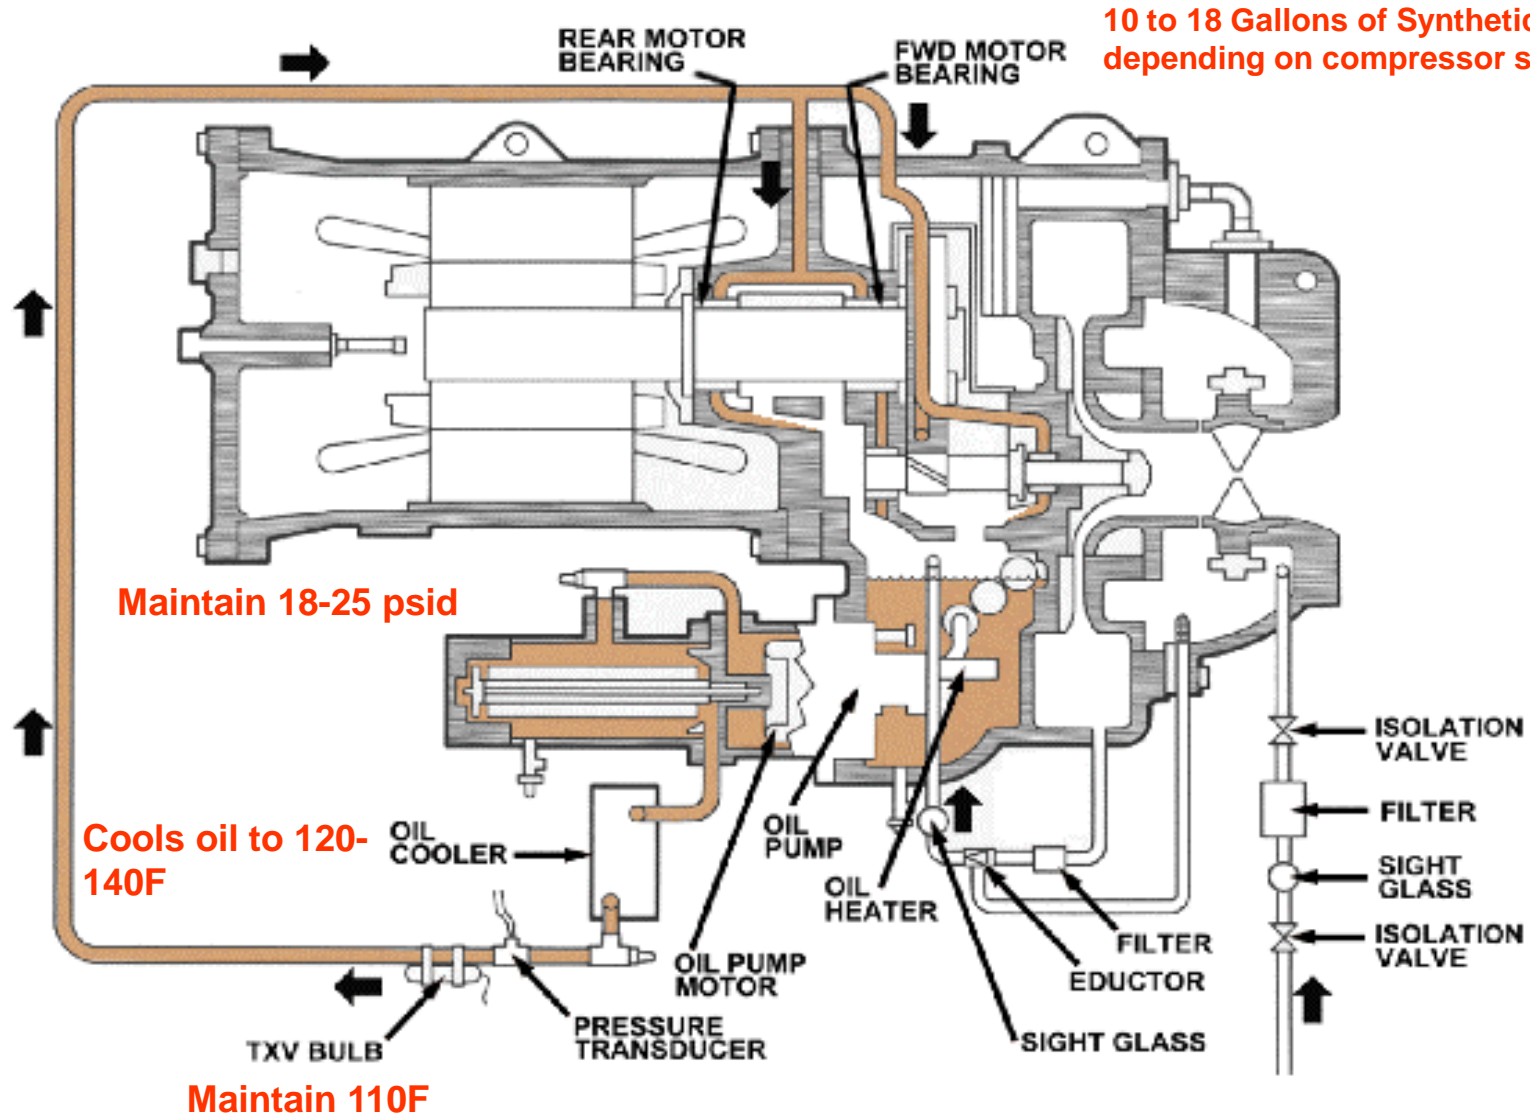 10 to 18 Gallons of Synthetic
depending on compressor
REAR MOTOR
BEARING
FWD MOTOR
BEARING
Maintain 18-25 psid
ISOLATION
VALVE
FILTER
SIGHT
GLASS
ISOLATION
VALVE
Cools oil to 120-
140F
OIL
COOLER
OIL
PUMP
OIL
HEATER
OIL PUMP
MOTOR
FILTER
EDUCTOR
SIGHT GLASS
PRESSURE
TRANSDUCER
TXV BULB
Maintain 110F